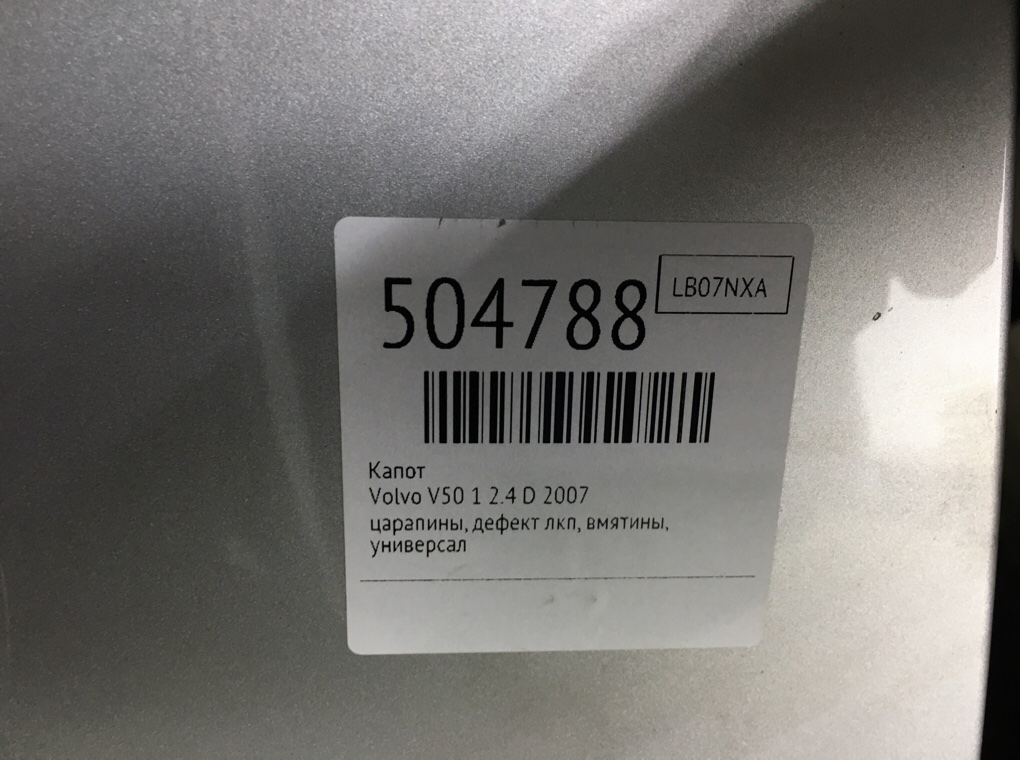 504788
LB07NXA
Капот
Volvo V50 1 2.4 D 2007
царапины, дефект лкп, вмятины,
универсал